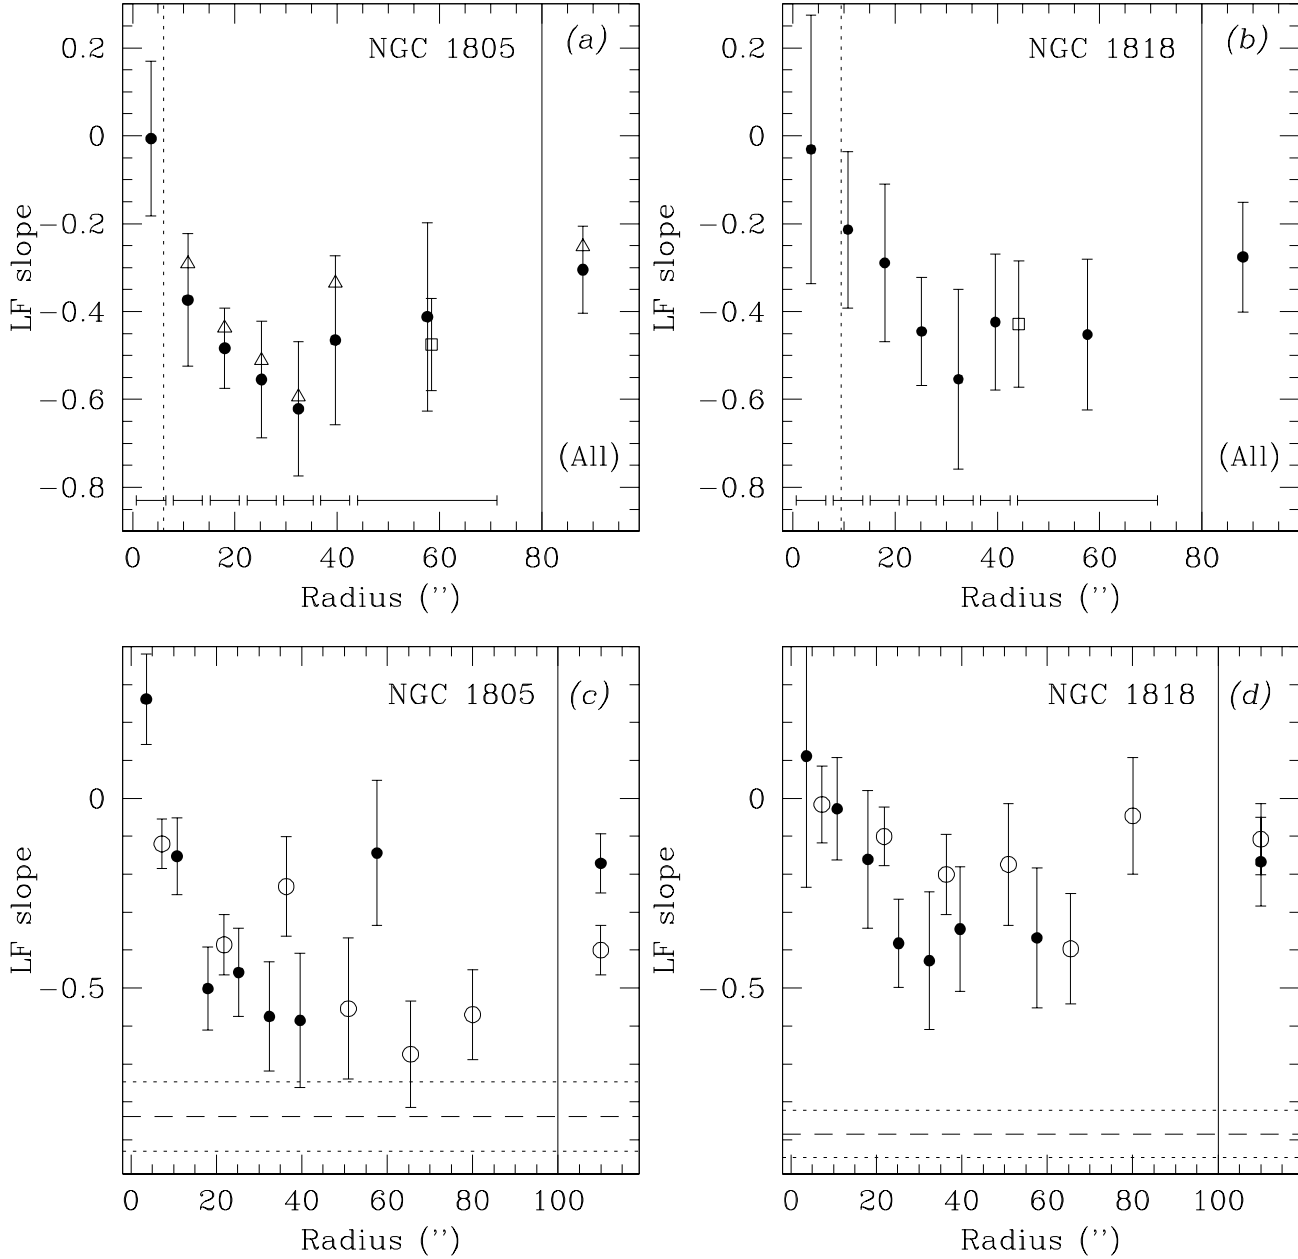 NGC 1805 (a)
0.2
0
−0.2
−0.4
−0.6
−0.8
LF slope
(All)
0 20 40 60 80
Radius (”)
NGC 1818 (b)
0.2
0
−0.2
−0.4
−0.6
−0.8
LF slope
(All)
0 20 40 60 80
Radius (”)
NGC 1805 (c)
0
−0.5
LF slope
0 20 40 60 80 100
Radius (”)
NGC 1818 (d)
0
−0.5
LF slope
0 20 40 60 80 100
Radius (”)